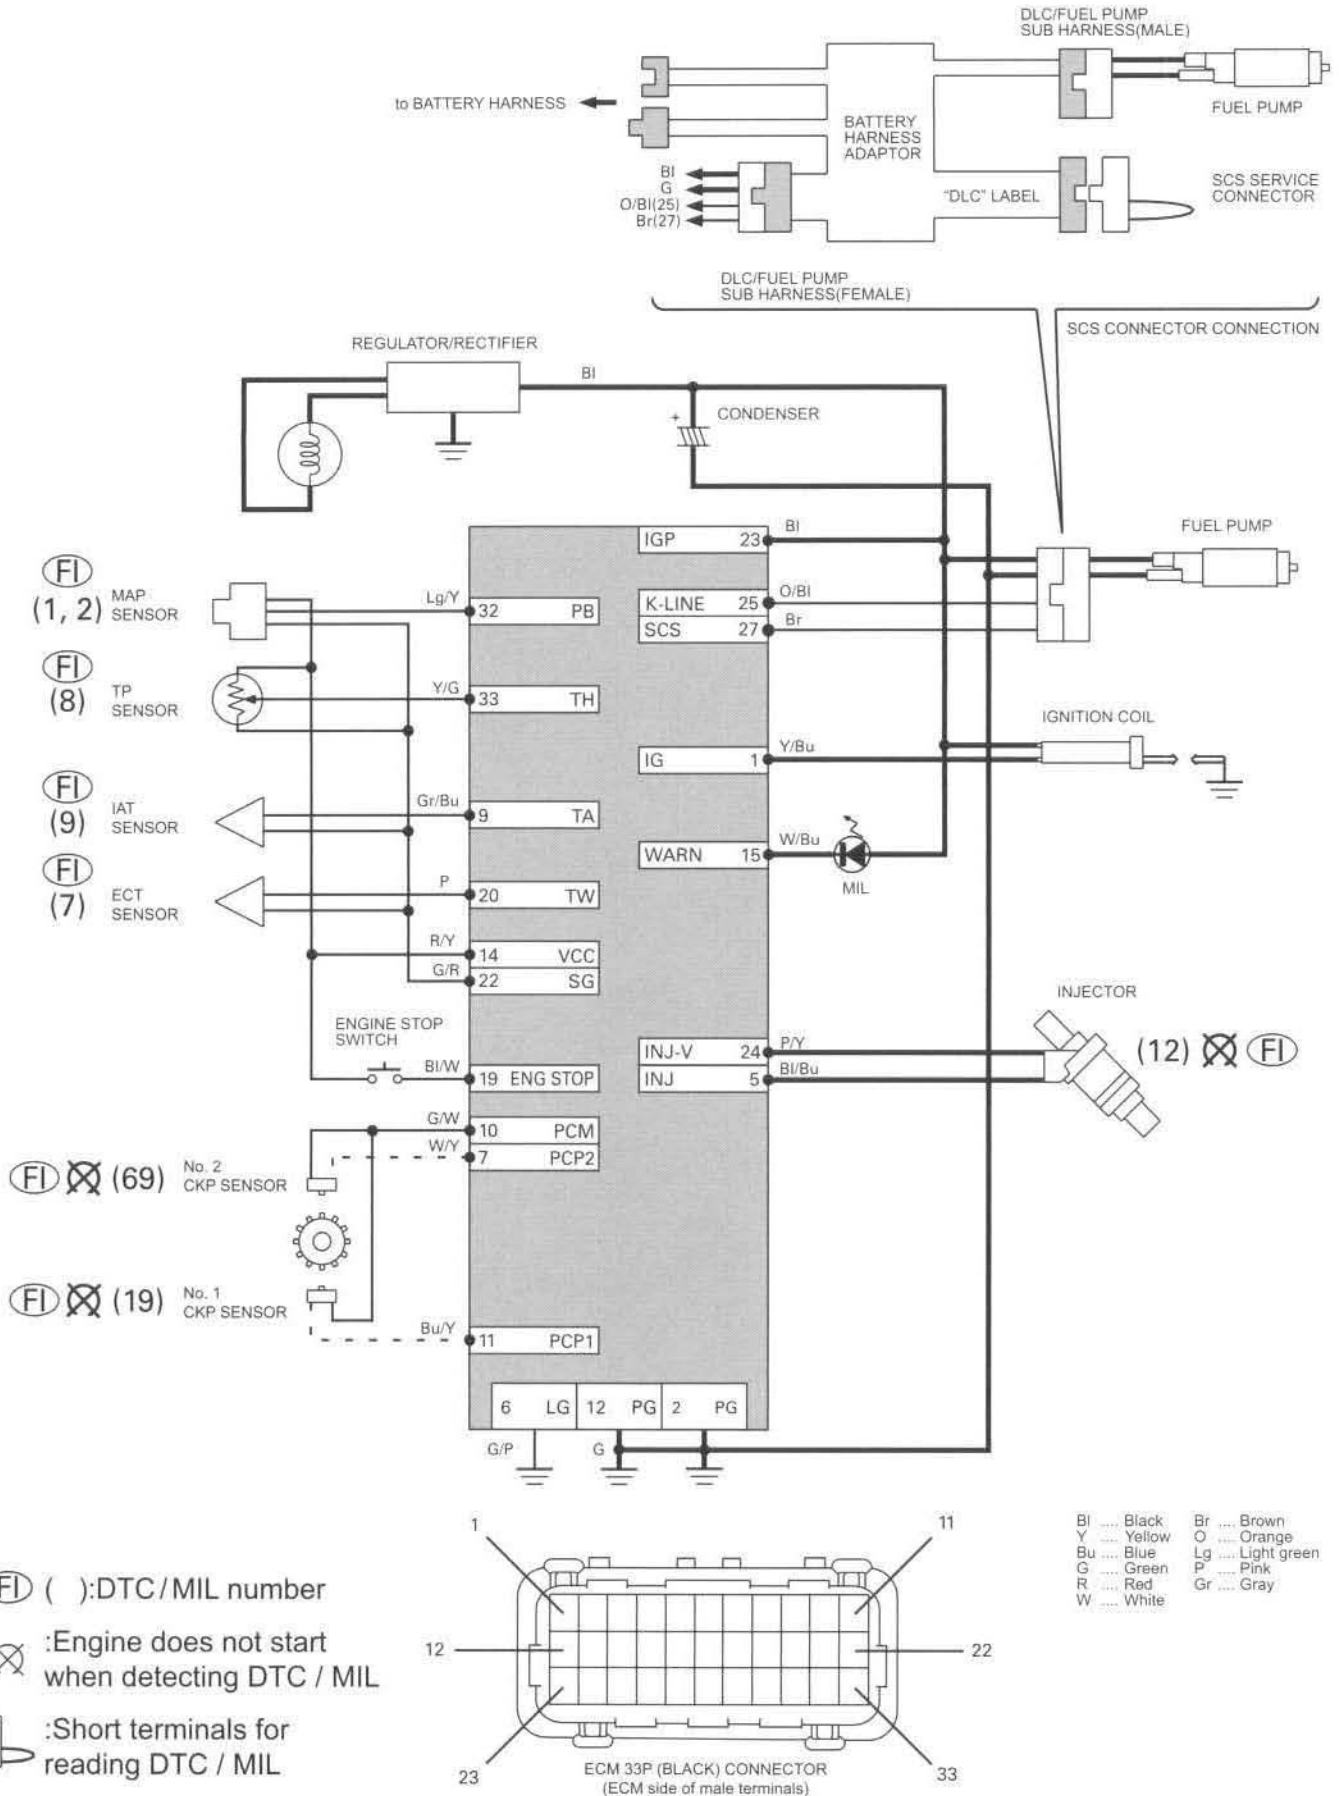 DLC/FUEL PUMP
SUB HARNESS(MALE)
to BATTERY HARNESS
BATTERY
HARNESS
ADAPTOR
FUEL PUMP
Bl
G
O/Bl(25)
Br(27)
"DLC" LABEL
SCS SERVICE
CONNECTOR
DLC/FUEL PUMP
SUB HARNESS(FEMALE)
SCS CONNECTOR CONNECTION
REGULATOR/RECTIFIER
Bl
+
CONDENSER
FUEL PUMP
IGP 23
Bl
FI
(1, 2)
MAP
SENSOR
Lg/Y
32 PB
K-LINE 25
O/Bl
SCS 27
Br
FI
(8)
TP
SENSOR
Y/G
33 TH
IGNITION COIL
IG 1
Y/Bu
FI
(9)
IAT
SENSOR
Gr/Bu
9 TA
WARN 15
W/Bu
MIL
FI
(7)
ECT
SENSOR
P
20 TW
R/Y
14 VCC
G/R
22 SG
INJECTOR
ENGINE STOP
SWITCH
Bl/W
19 ENG STOP
INJ-V 24
P/Y
INJ 5
Bl/Bu
(12) FI
G/W
10 PCM
W/Y
7 PCP2
FI (69)
No. 2
CKP SENSOR
FI (19)
No. 1
CKP SENSOR
Bu/Y
11 PCP1
6 LG 12 PG 2 PG
G/P
G
1
11
12
22
23
33
ECM 33P (BLACK) CONNECTOR
(ECM side of male terminals)
Bl .... Black Br .... Brown
Y .... Yellow O .... Orange
Bu .... Blue Lg .... Light green
G .... Green P .... Pink
R .... Red Gr .... Gray
W .... White
FI ( ):DTC/MIL number
:Engine does not start
when detecting DTC / MIL
:Short terminals for
reading DTC / MIL